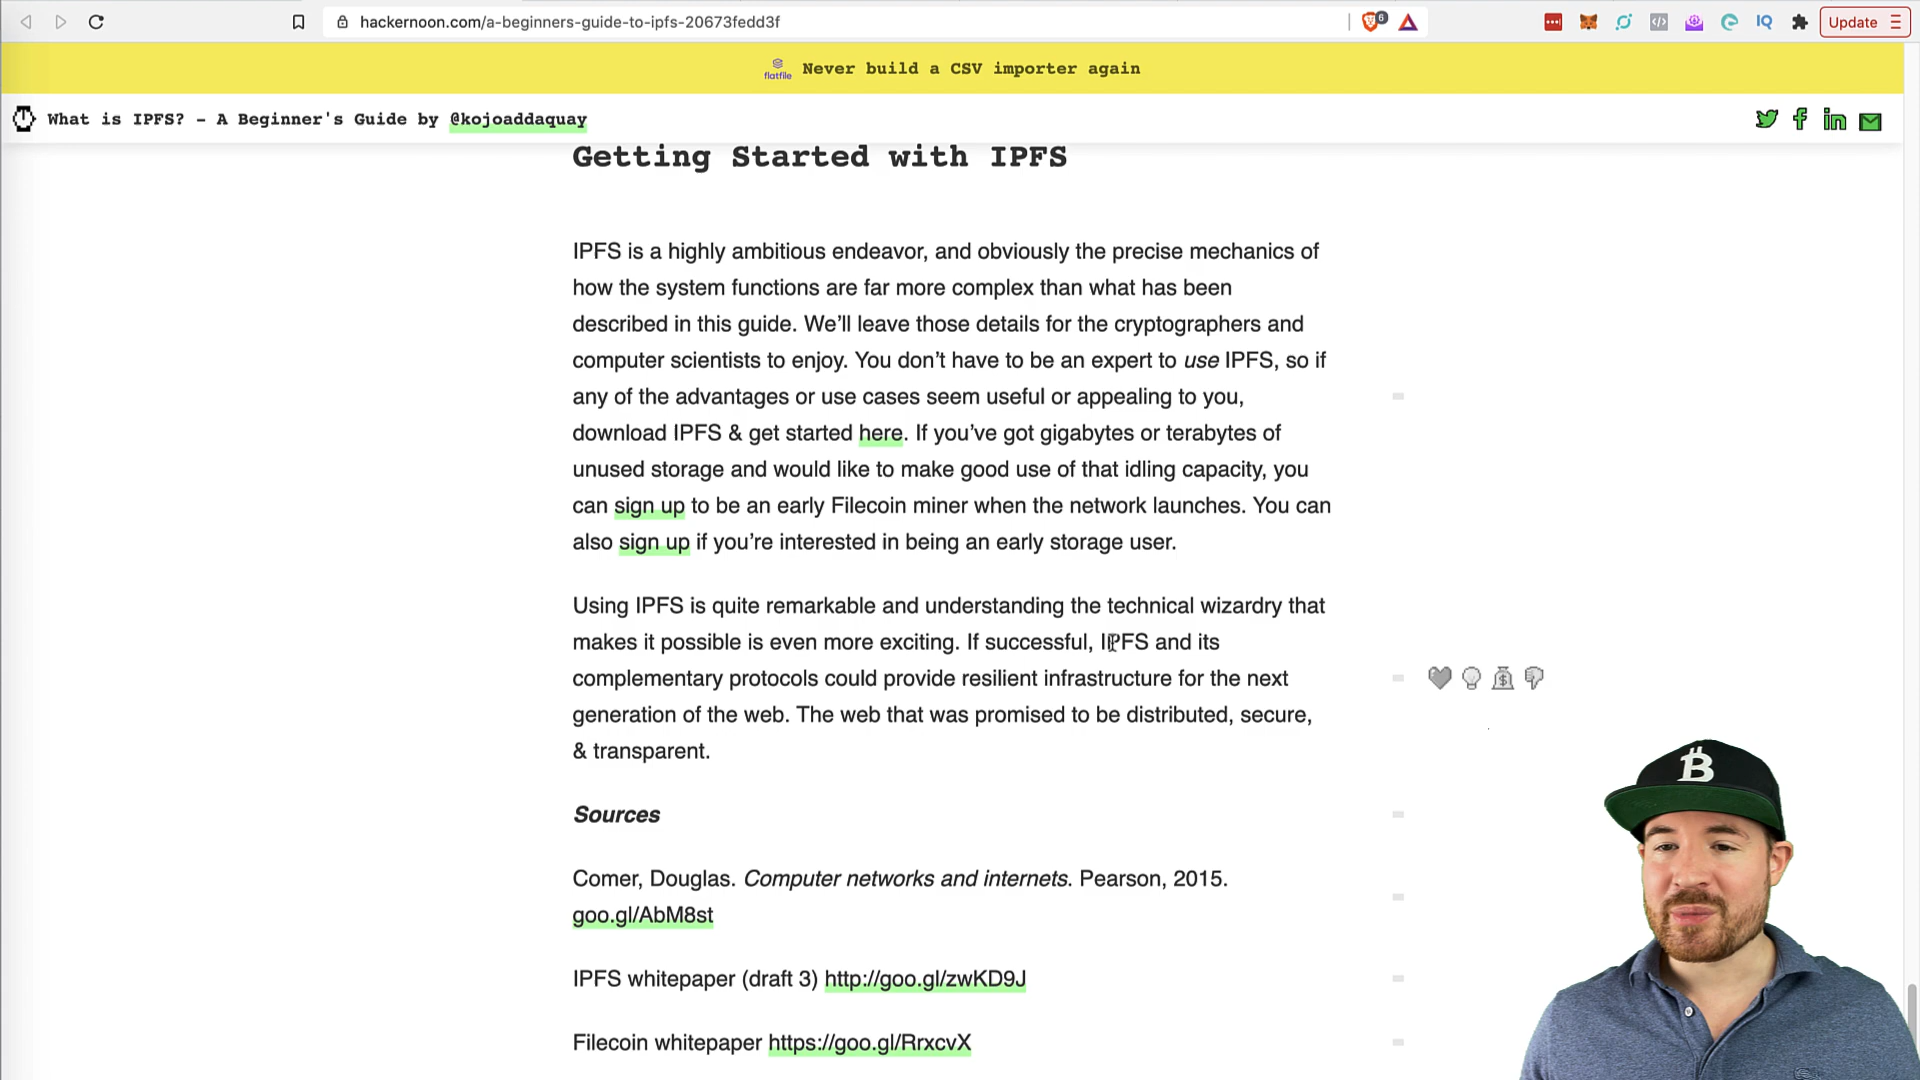 hackernoon.com/a-beginners-guide-to-ipfs-20673fedd3f
6
IQ
Update
flatfile
Never build a CSV importer again
What is IPFS? - A Beginner's Guide by @kojoaddaquay
Getting Started with IPFS
IPFS is a highly ambitious endeavor, and obviously the precise mechanics of
how the system functions are far more complex than what has been
described in this guide. We’ll leave those details for the cryptographers and
computer scientists to enjoy. You don’t have to be an expert to use IPFS, so if
any of the advantages or use cases seem useful or appealing to you,
download IPFS & get started here. If you’ve got gigabytes or terabytes of
unused storage and would like to make good use of that idling capacity, you
can sign up to be an early Filecoin miner when the network launches. You can
also sign up if you’re interested in being an early storage user.
Using IPFS is quite remarkable and understanding the technical wizardry that
makes it possible is even more exciting. If successful, IPFS and its
complementary protocols could provide resilient infrastructure for the next
generation of the web. The web that was promised to be distributed, secure,
& transparent.
Sources
Comer, Douglas. Computer networks and internets. Pearson, 2015.
goo.gl/AbM8st
IPFS whitepaper (draft 3) http://goo.gl/zwKD9J
Filecoin whitepaper https://goo.gl/RrxcvX